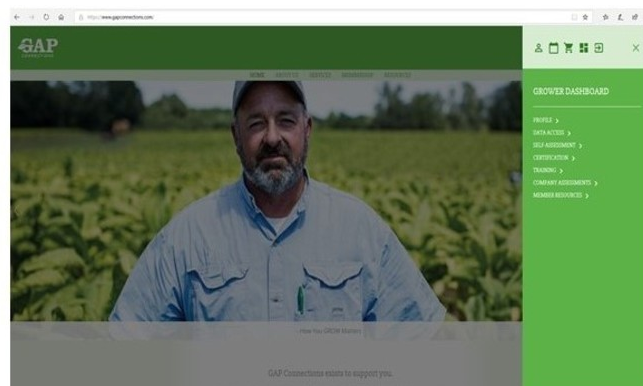 https://www.gapconnections.com
GAP
CONNECTIONS
HOME ABOUT US SERVICES MEMBERSHIP RESOURCES
GROWER DASHBOARD
PROFILE
DATA ACCESS
SELF-ASSESSMENT
CERTIFICATION
TRAINING
COMPANY ASSESSMENTS
MEMBER RESOURCES
- How You GROW Matters
GAP Connections exists to support you.